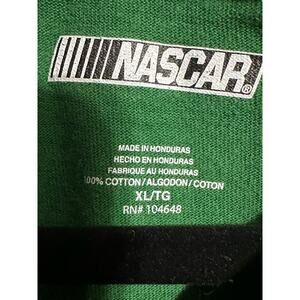 NASCAR®
MADE IN HONDURAS
HECHO EN HONDURAS
FABRIQUE AU HONDURAS
100% COTTON/ALGODON/COTON
XL/TG
RN# 104648